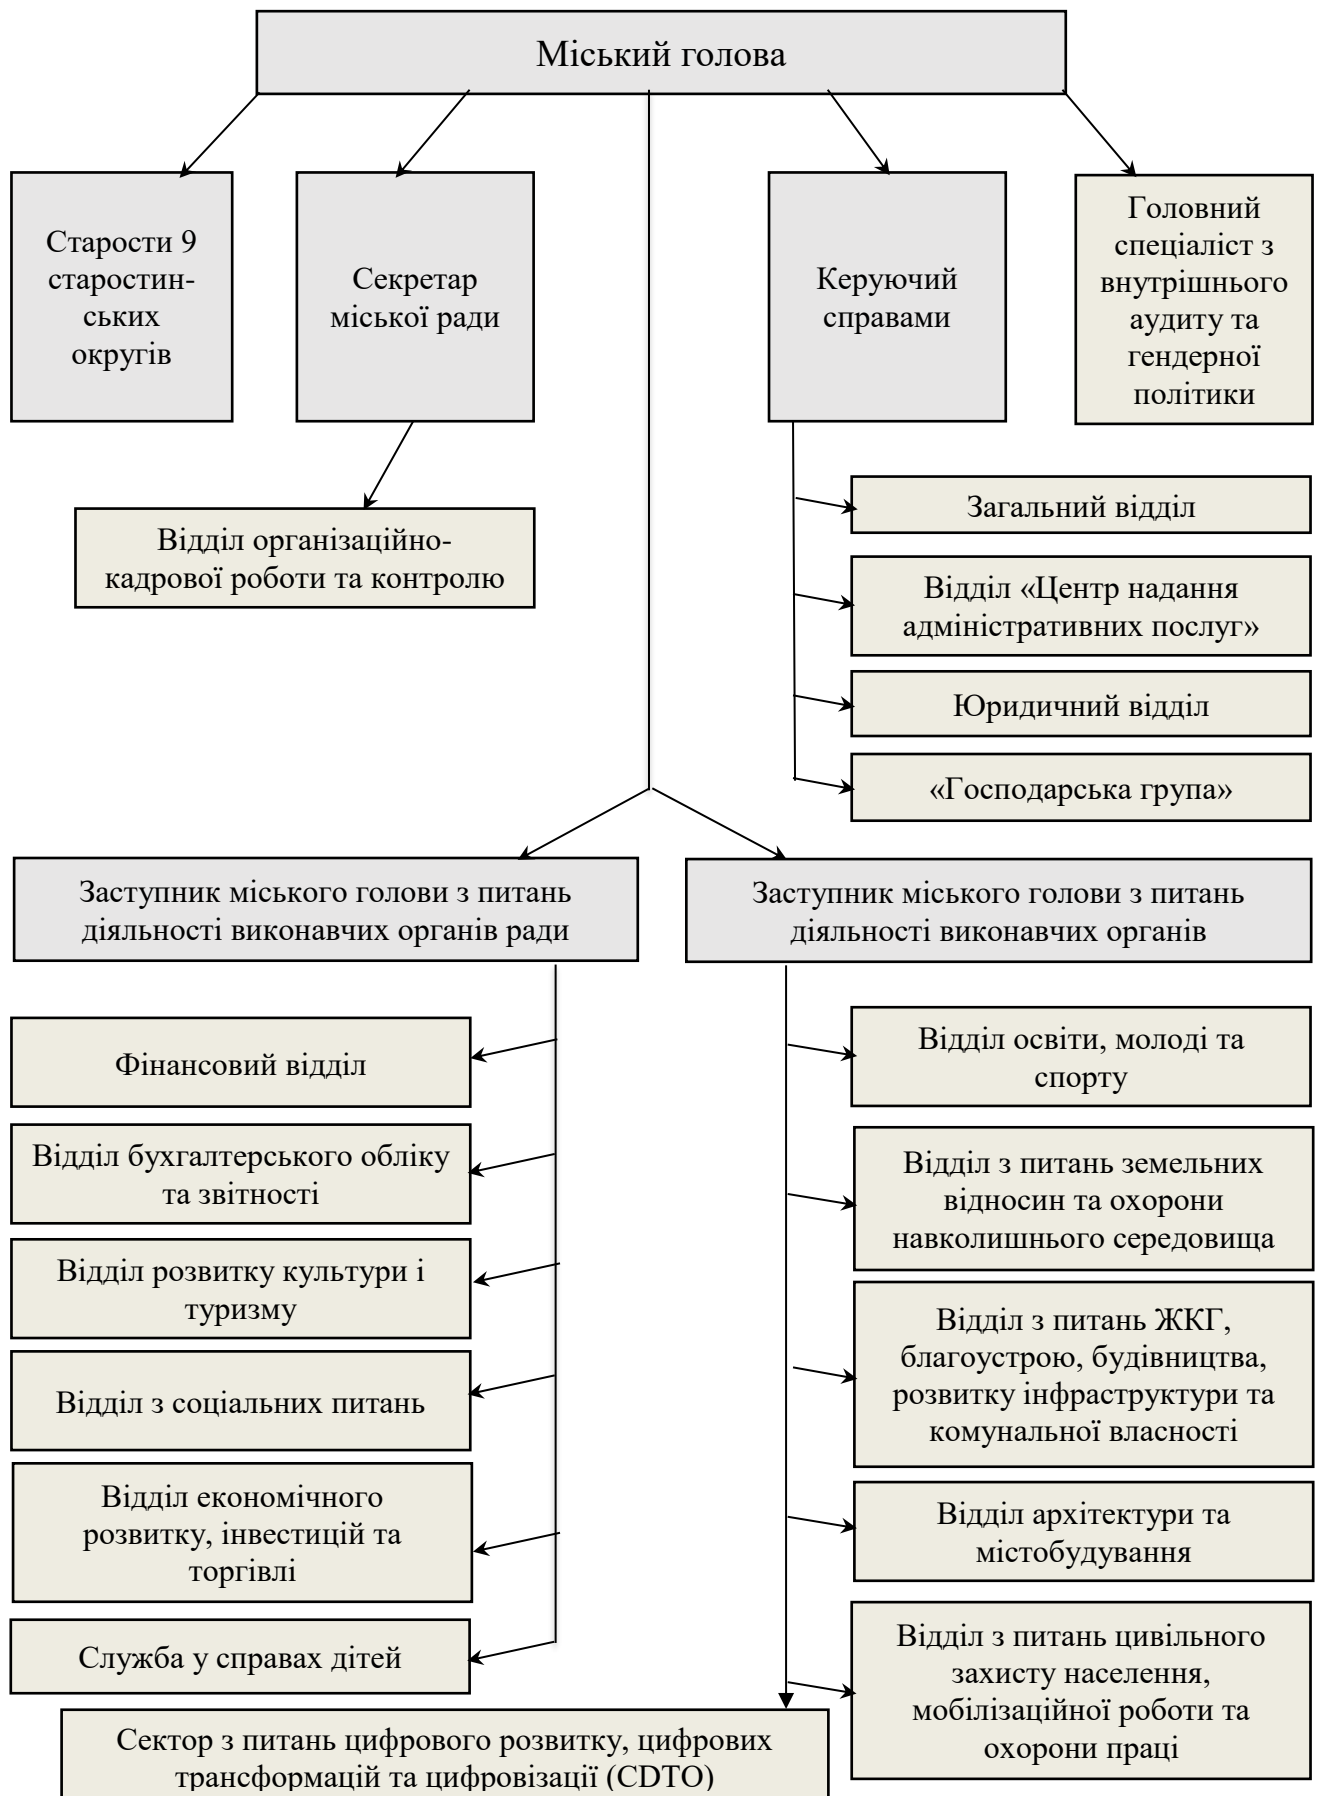 Міський голова
Старости 9
старостин-
ських
округів
Секретар
міської ради
Керуючий
справами
Головний
спеціаліст з
внутрішнього
аудиту та
гендерної
політики
Відділ організаційно-
кадрової роботи та контролю
Загальний відділ
Відділ «Центр надання
адміністративних послуг»
Юридичний відділ
«Господарська група»
Заступник міського голови з питань
діяльності виконавчих органів ради
Заступник міського голови з питань
діяльності виконавчих органів
Фінансовий відділ
Відділ бухгалтерського обліку
та звітності
Відділ розвитку культури і
туризму
Відділ з соціальних питань
Відділ економічного
розвитку, інвестицій та
торгівлі
Служба у справах дітей
Відділ освіти, молоді та
спорту
Відділ з питань земельних
відносин та охорони
навколишнього середовища
Відділ з питань ЖКГ,
благоустрою, будівництва,
розвитку інфраструктури та
комунальної власності
Відділ архітектури та
містобудування
Відділ з питань цивільного
захисту населення,
мобілізаційної роботи та
охорони праці
Сектор з питань цифрового розвитку, цифрових
трансформацій та цифровізації (CDTO)